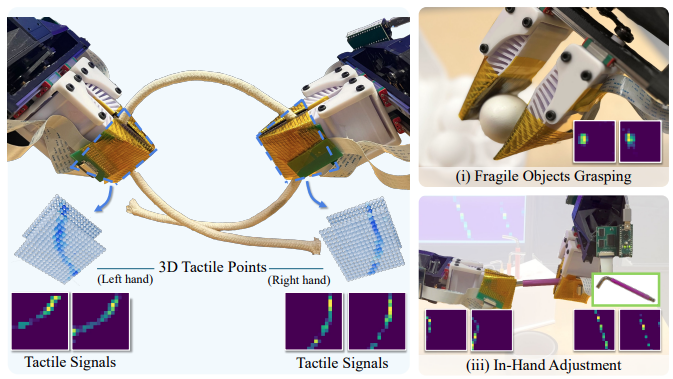 3D Tactile Points
(Left hand)
(Right hand)
Tactile Signals
Tactile Signals
(i) Fragile Objects Grasping
(iii) In-Hand Adjustment